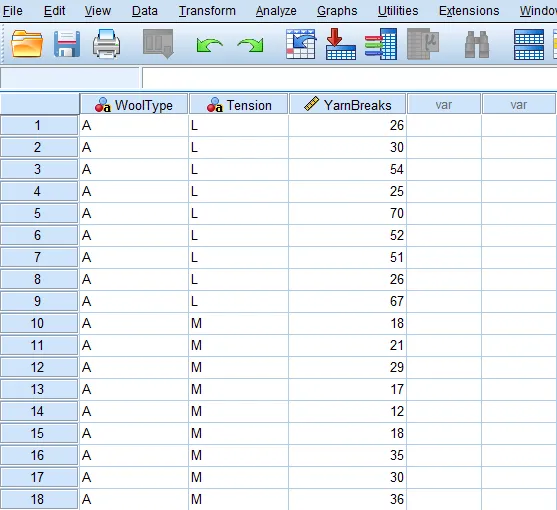 File Edit View Data Transform Analyze Graphs Utilities Extensions
WoolType Tension YarnBreaks var var
1 A L 26
2 A L 30
3 A L 54
4 A L 25
5 A L 70
6 A L 52
7 A L 51
8 A L 26
9 A L 67
10 A M 18
11 A M 21
12 A M 29
13 A M 17
14 A M 12
15 A M 18
16 A M 35
17 A M 30
18 A M 36